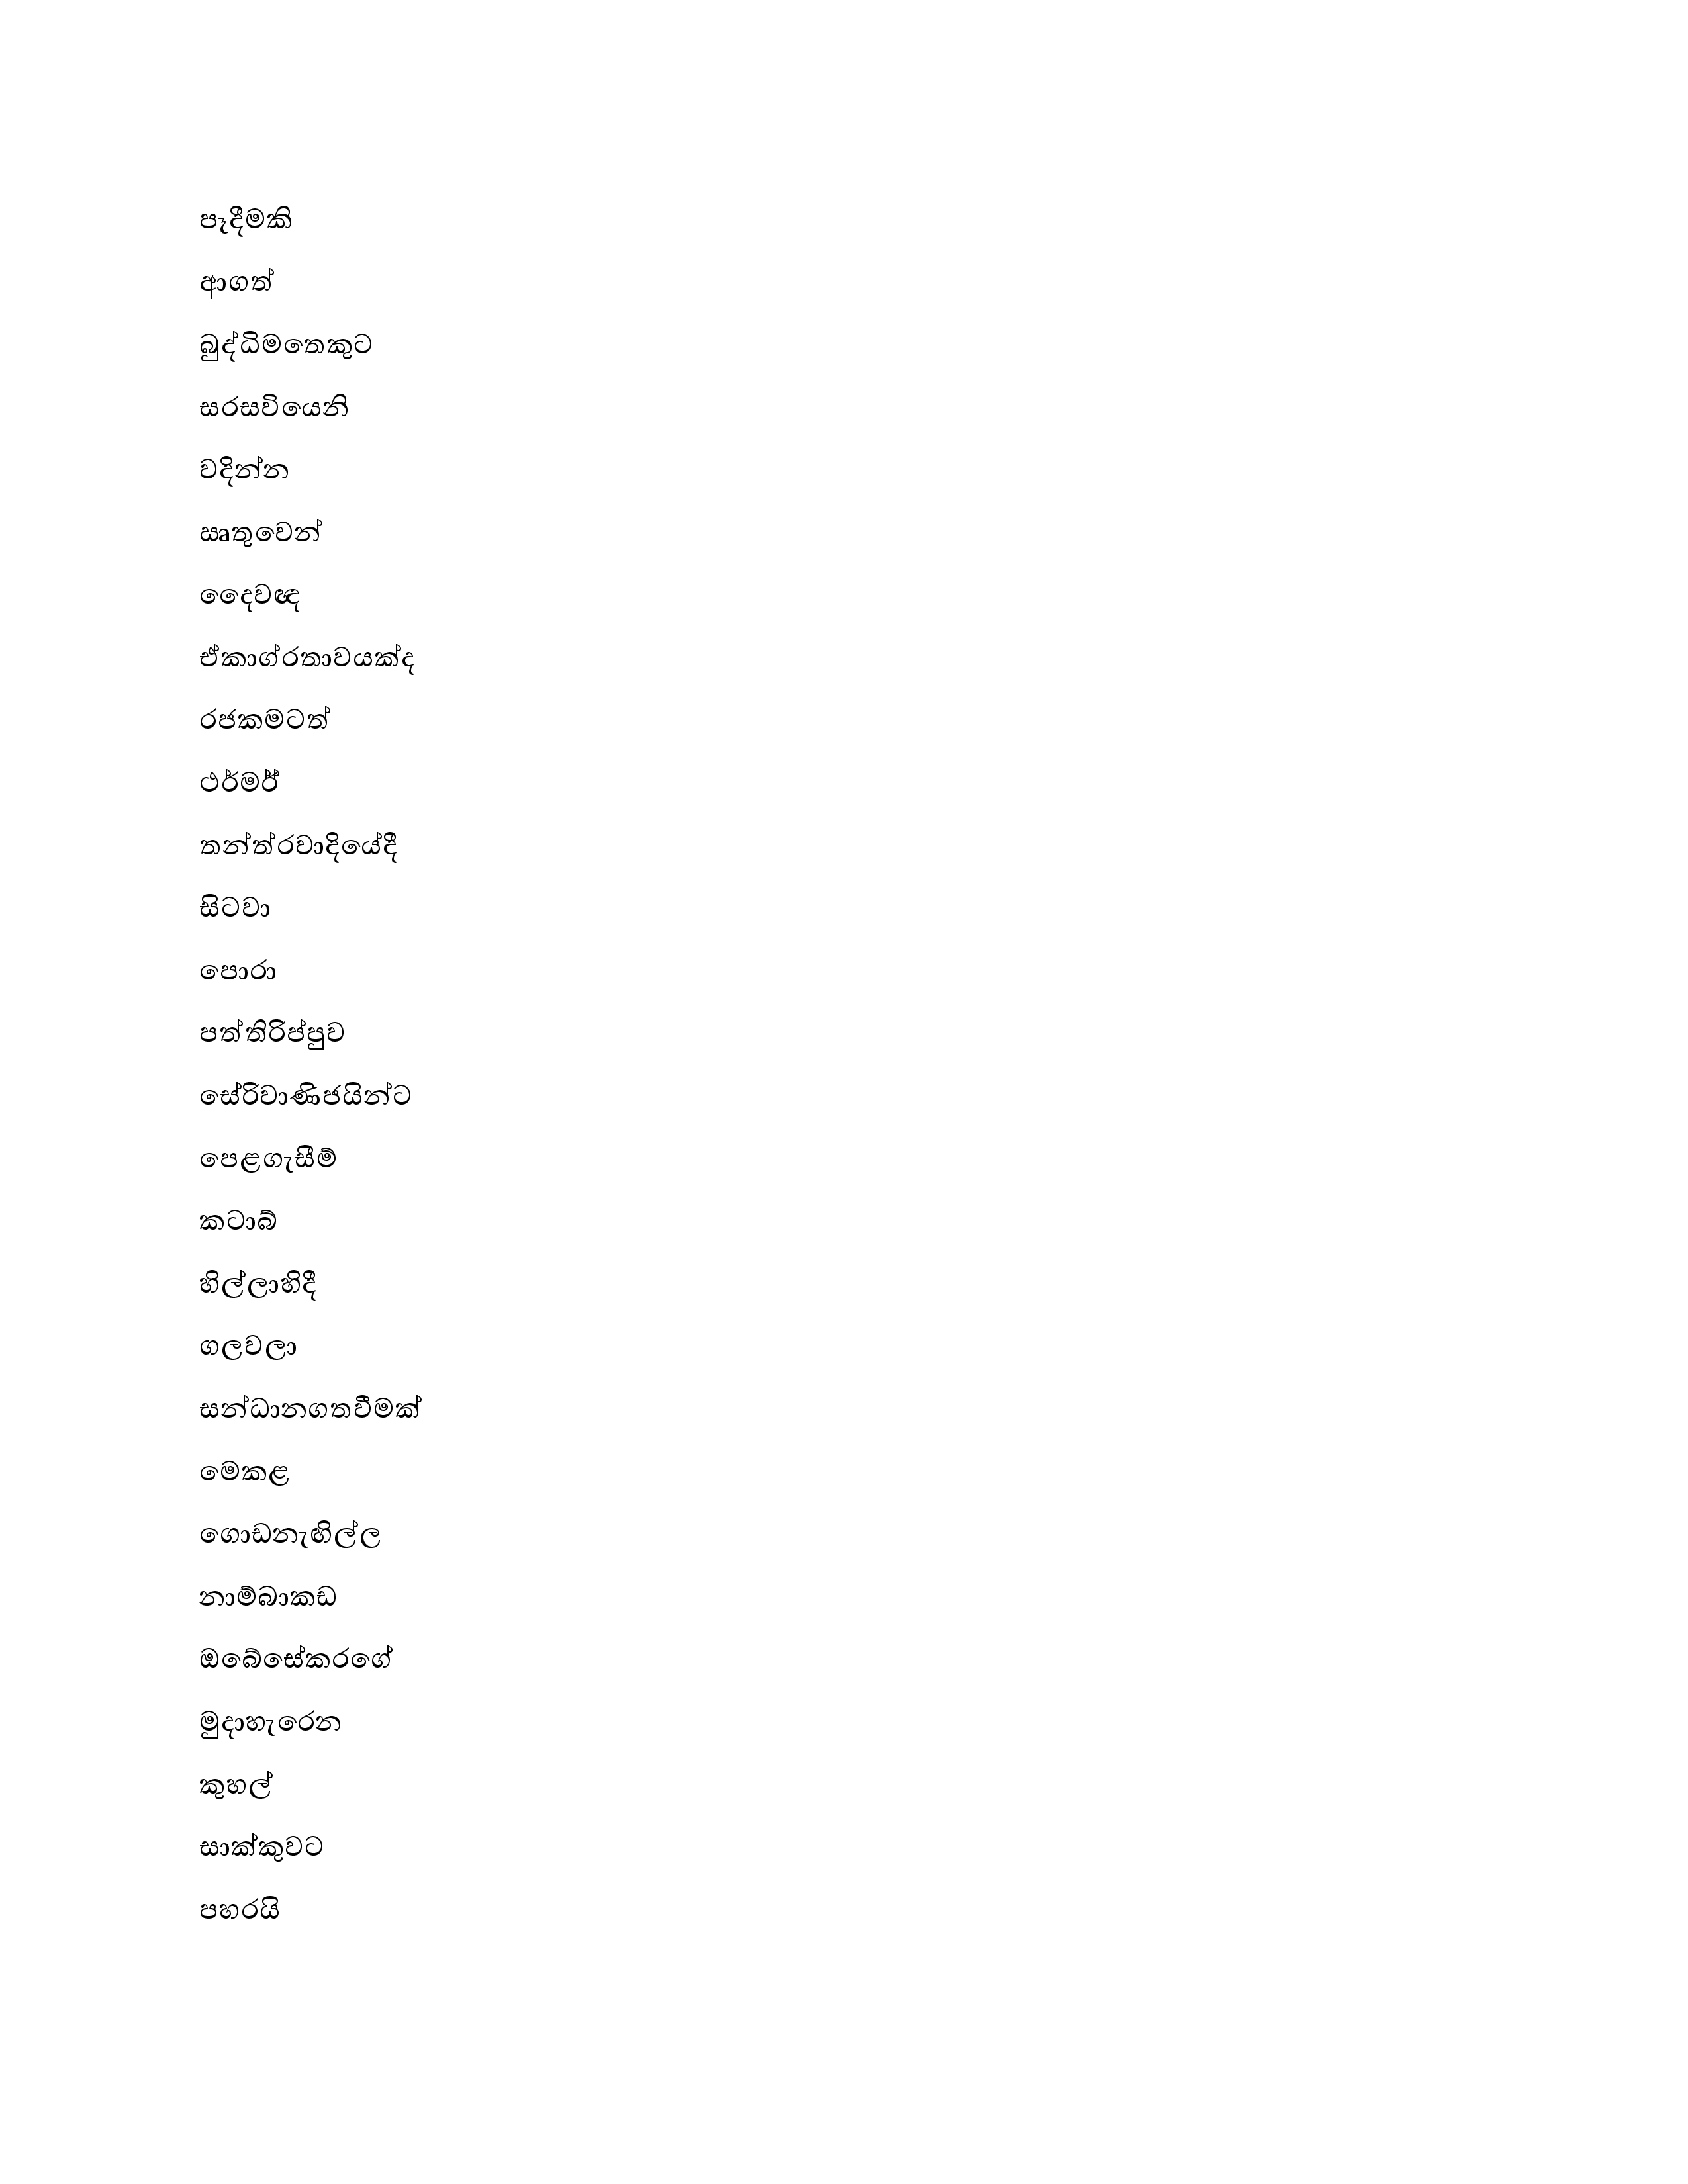 පෑදීමකි
ආගත්
බුද්ධිමතෙකුට
සරසවියෙනි
වදින්න
ඍතුවෙන්
දෛවඥ
ඒකාග්රතාවයක්ද
රජකමටත්
ථර්මර්
තන්ත්රවාදියේදී
සිටවා
පොරා
පත්තිරිප්පුව
සේරිවාණිජයින්ට
පෙළගැසීම්
කටාබ්
හිල්ලාහිදී
ගලවලා
සන්ධානගතවීමක්
මෙකළ
ගොඩනැඟිල්ල
නාම්බාකඩ
ඔබේසේකරගේ
මුදාහැරෙන
කුහල්
සාක්කුවට
පහරයි